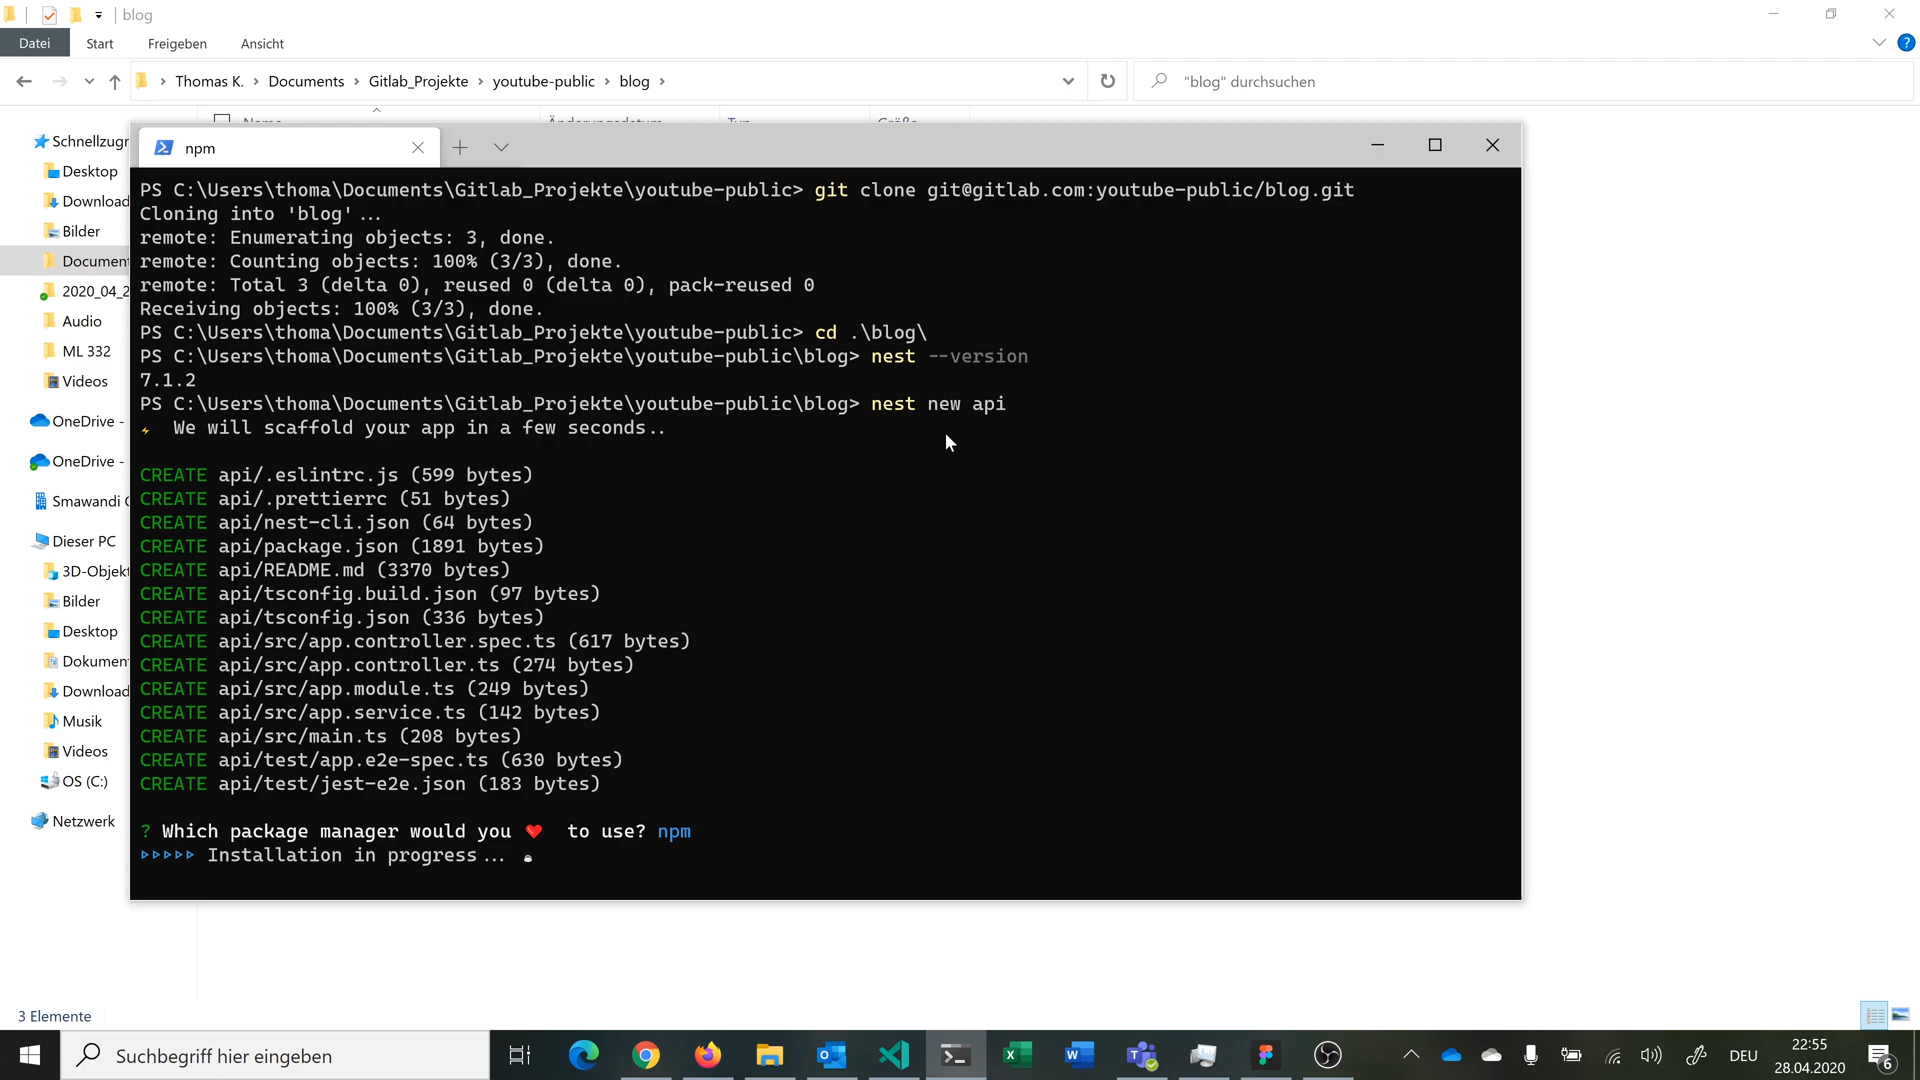 blog
Datei Start Freigeben Ansicht
Thomas K. > Documents > Gitlab_Projekte > youtube-public > blog >
"blog" durchsuchen
Name Änderungsdatum Typ Größe
npm
PS C:\Users\thoma\Documents\Gitlab_Projekte\youtube-public> git clone git@gitlab.com:youtube-public/blog.git
Cloning into 'blog'...
remote: Enumerating objects: 3, done.
remote: Counting objects: 100% (3/3), done.
remote: Total 3 (delta 0), reused 0 (delta 0), pack-reused 0
Receiving objects: 100% (3/3), done.
PS C:\Users\thoma\Documents\Gitlab_Projekte\youtube-public> cd .\blog\
PS C:\Users\thoma\Documents\Gitlab_Projekte\youtube-public\blog> nest --version
7.1.2
PS C:\Users\thoma\Documents\Gitlab_Projekte\youtube-public\blog> nest new api
⚡ We will scaffold your app in a few seconds..
CREATE api/.eslintrc.js (599 bytes)
CREATE api/.prettierrc (51 bytes)
CREATE api/nest-cli.json (64 bytes)
CREATE api/package.json (1891 bytes)
CREATE api/README.md (3370 bytes)
CREATE api/tsconfig.build.json (97 bytes)
CREATE api/tsconfig.json (336 bytes)
CREATE api/src/app.controller.spec.ts (617 bytes)
CREATE api/src/app.controller.ts (274 bytes)
CREATE api/src/app.module.ts (249 bytes)
CREATE api/src/app.service.ts (142 bytes)
CREATE api/src/main.ts (208 bytes)
CREATE api/test/app.e2e-spec.ts (630 bytes)
CREATE api/test/jest-e2e.json (183 bytes)
? Which package manager would you ❤ to use? npm
▹▹▹▹▹ Installation in progress... ☕
Schnellzugr
Desktop
Download
Bilder
Documen
2020_04_2
Audio
ML 332
Videos
OneDrive -
OneDrive -
Smawandi
Dieser PC
3D-Objekt
Bilder
Desktop
Dokumen
Download
Musik
Videos
OS (C:)
Netzwerk
3 Elemente
Suchbegriff hier eingeben
DEU
22:55
28.04.2020
6